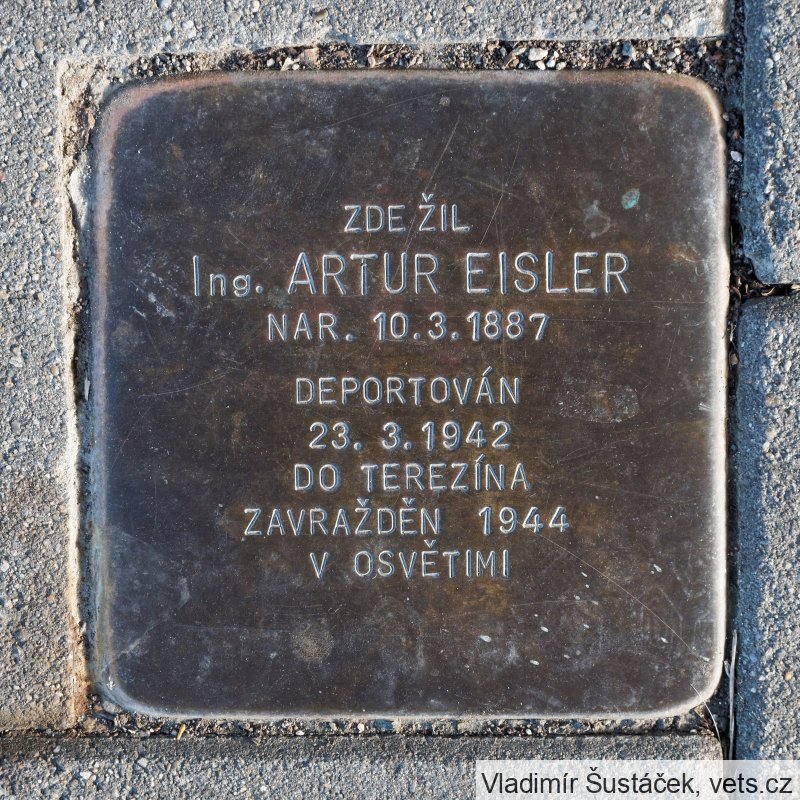 ZDE ŽIL
Ing. ARTUR EISLER
NAR. 10.3.1887
DEPORTOVÁN
23. 3.1942
DO TEREZÍNA
ZAVRAŽDĚN 1944
V OSVĚTIMI
Vladimír Šustáček, vets.cz